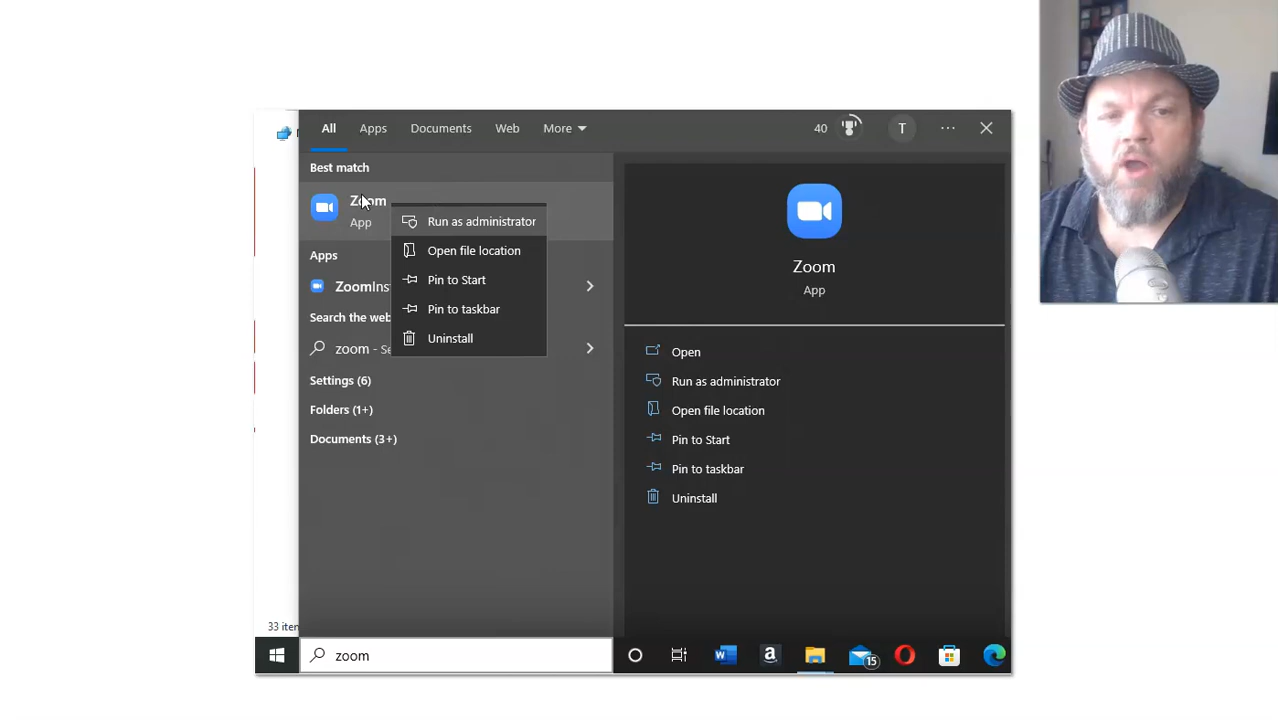 All Apps Documents Web More 40 T
Best match
Zoom
App
Run as administrator
Open file location
Pin to Start
Pin to taskbar
Uninstall
Apps
ZoomIns
Search the web
zoom - Se
Settings (6)
Folders (1+)
Documents (3+)
Zoom
App
Open
Run as administrator
Open file location
Pin to Start
Pin to taskbar
Uninstall
33 item
zoom
15